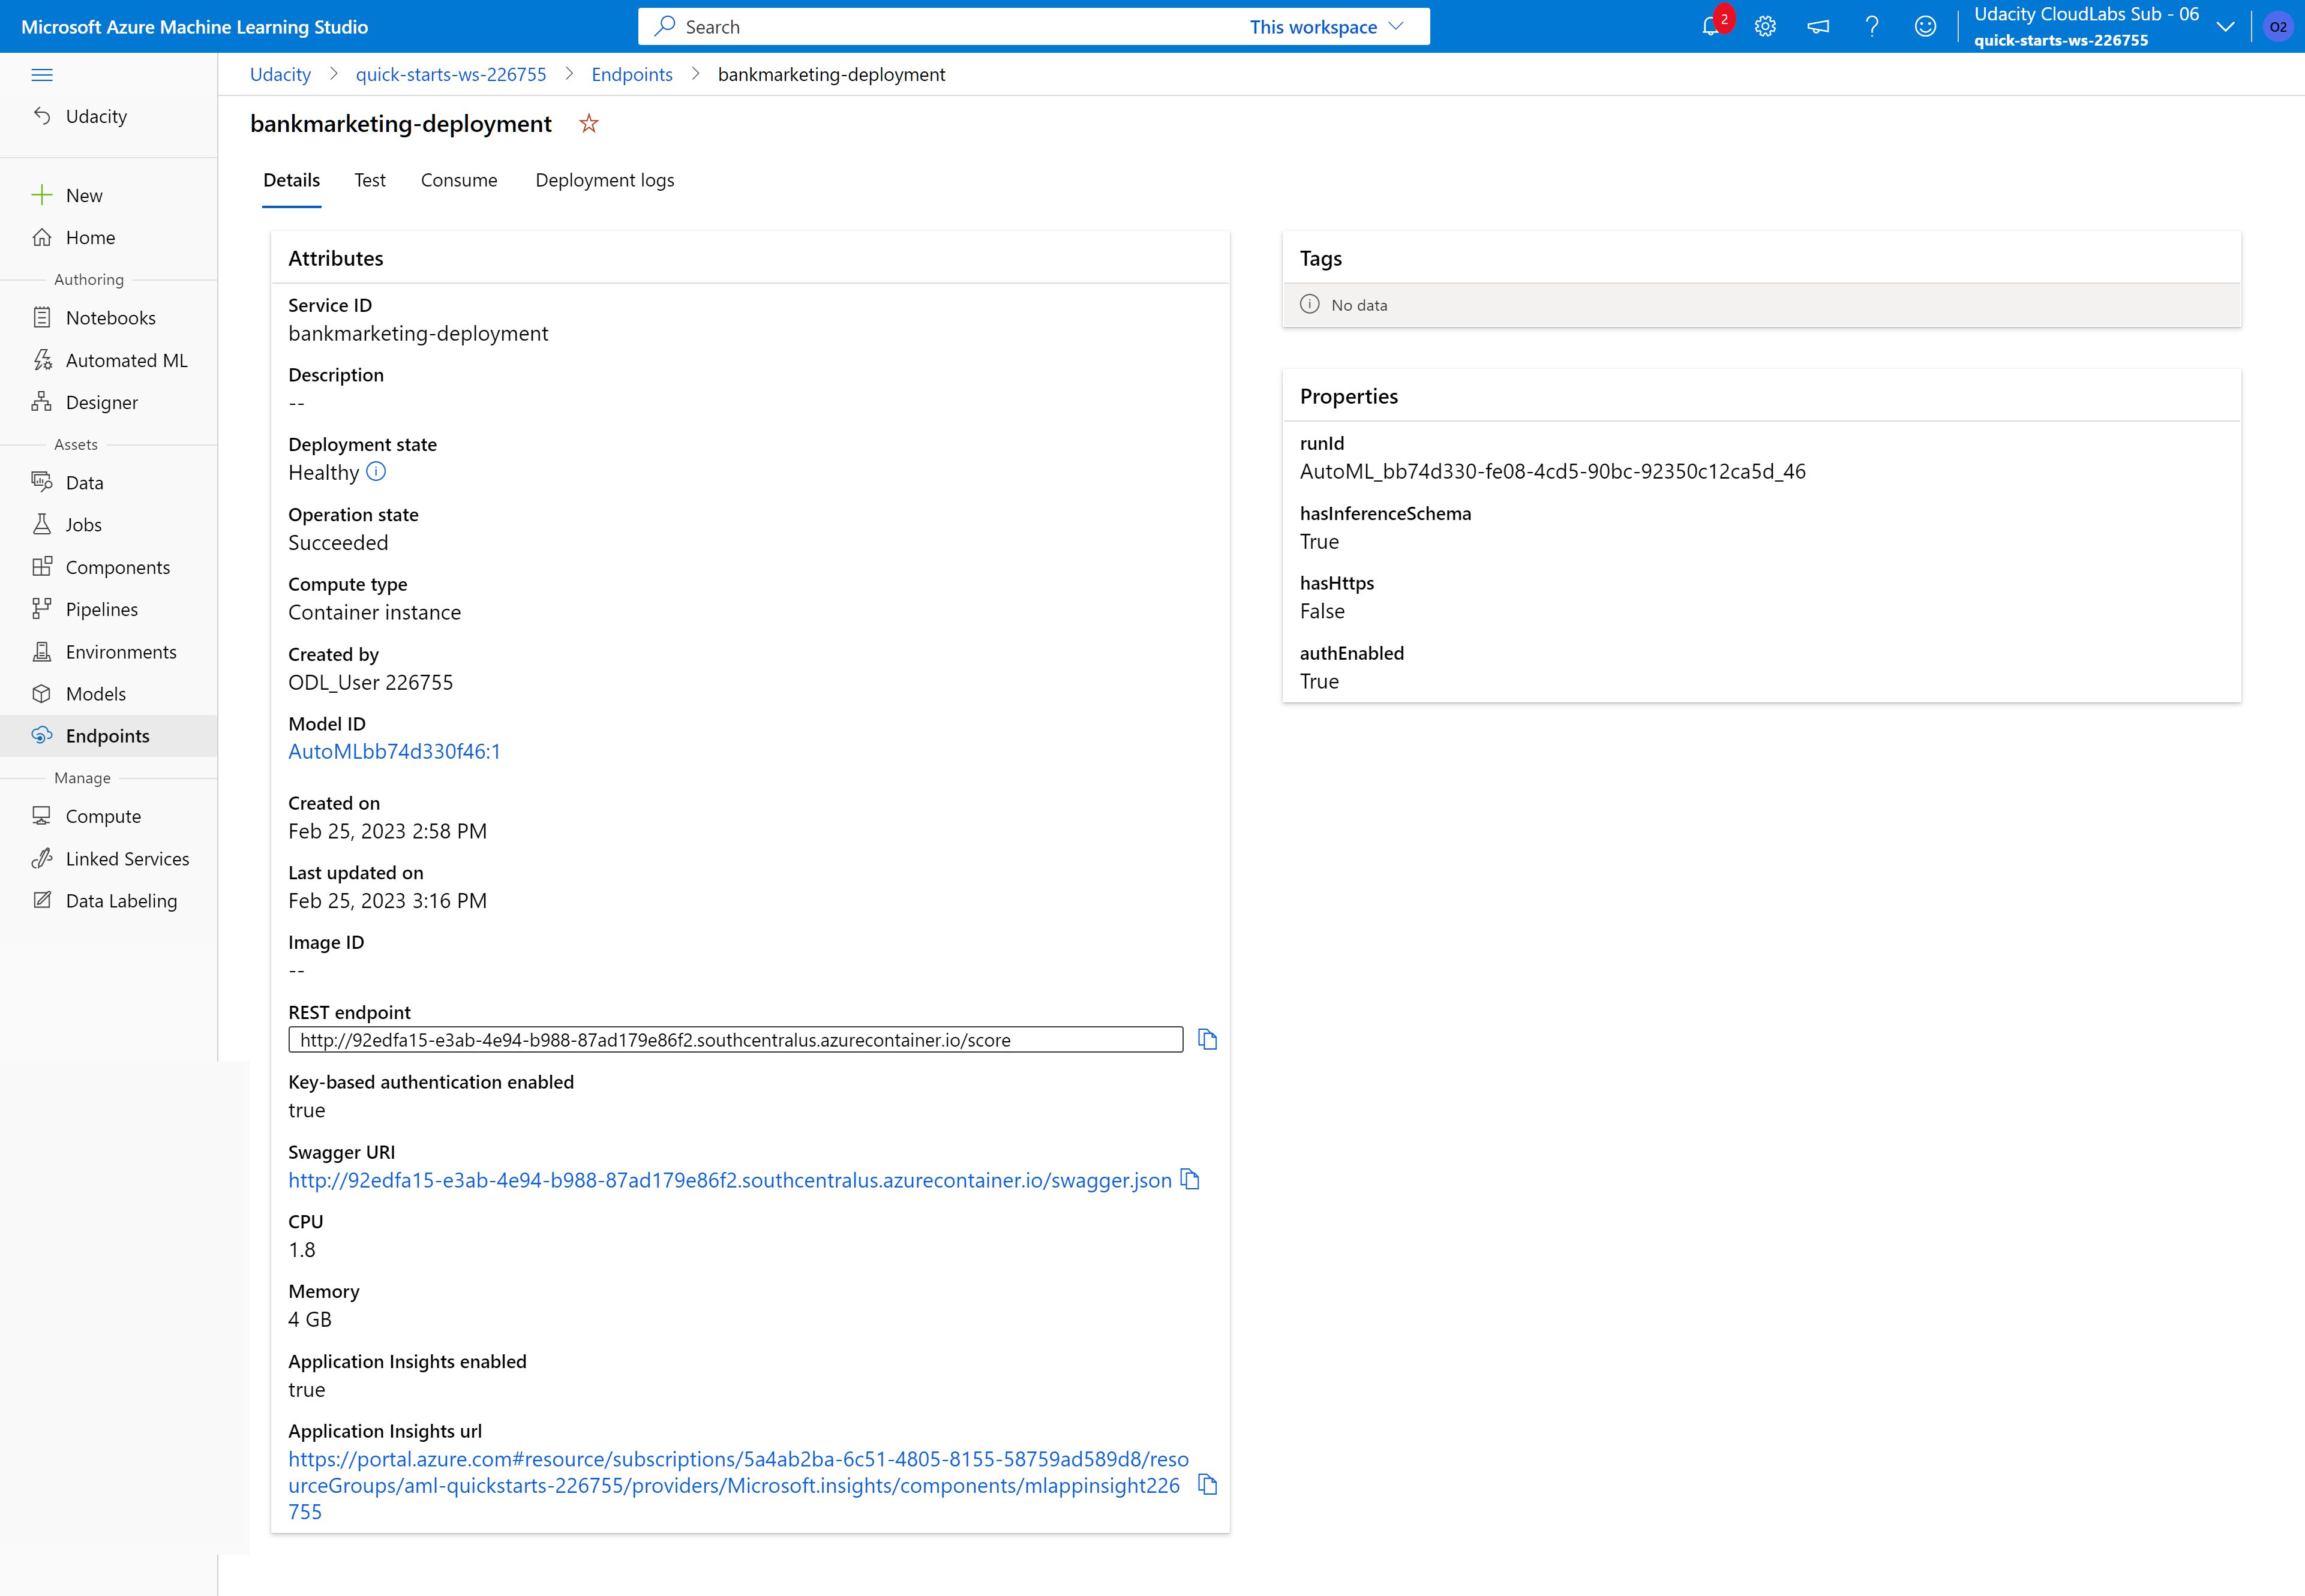 Microsoft Azure Machine Learning Studio
Search
This workspace
2
Udacity CloudLabs Sub - 06
quick-starts-ws-226755
O2
Udacity
New
Home
Authoring
Notebooks
Automated ML
Designer
Assets
Data
Jobs
Components
Pipelines
Environments
Models
Endpoints
Manage
Compute
Linked Services
Data Labeling
Udacity > quick-starts-ws-226755 > Endpoints > bankmarketing-deployment
bankmarketing-deployment
Details Test Consume Deployment logs
Attributes
Service ID
bankmarketing-deployment
Description
--
Deployment state
Healthy
Operation state
Succeeded
Compute type
Container instance
Created by
ODL_User 226755
Model ID
AutoMLbb74d330f46:1
Created on
Feb 25, 2023 2:58 PM
Last updated on
Feb 25, 2023 3:16 PM
Image ID
--
REST endpoint
http://92edfa15-e3ab-4e94-b988-87ad179e86f2.southcentralus.azurecontainer.io/score
Key-based authentication enabled
true
Swagger URI
http://92edfa15-e3ab-4e94-b988-87ad179e86f2.southcentralus.azurecontainer.io/swagger.json
CPU
1.8
Memory
4 GB
Application Insights enabled
true
Application Insights url
https://portal.azure.com#resource/subscriptions/5a4ab2ba-6c51-4805-8155-58759ad589d8/reso
urceGroups/aml-quickstarts-226755/providers/Microsoft.insights/components/mlappinsight226
755
Tags
No data
Properties
runId
AutoML_bb74d330-fe08-4cd5-90bc-92350c12ca5d_46
hasInferenceSchema
True
hasHttps
False
authEnabled
True